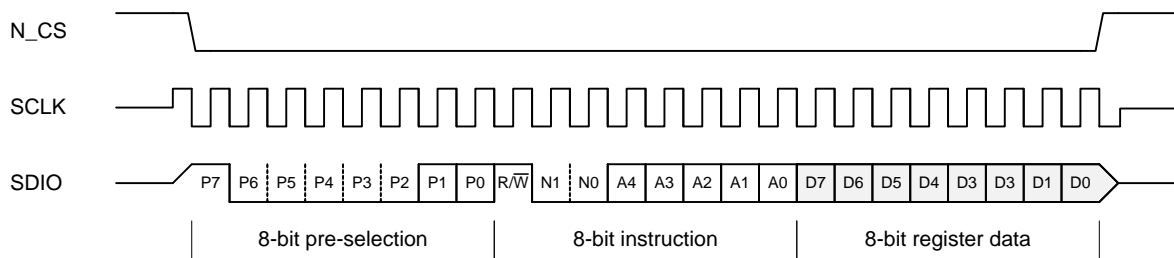 N_CS
SCLK
SDIO P7 P6 P5 P4 P3 P2 P1 P0 R/W̅ N1 N0 A4 A3 A2 A1 A0 D7 D6 D5 D4 D3 D3 D1 D0
8-bit pre-selection 8-bit instruction 8-bit register data